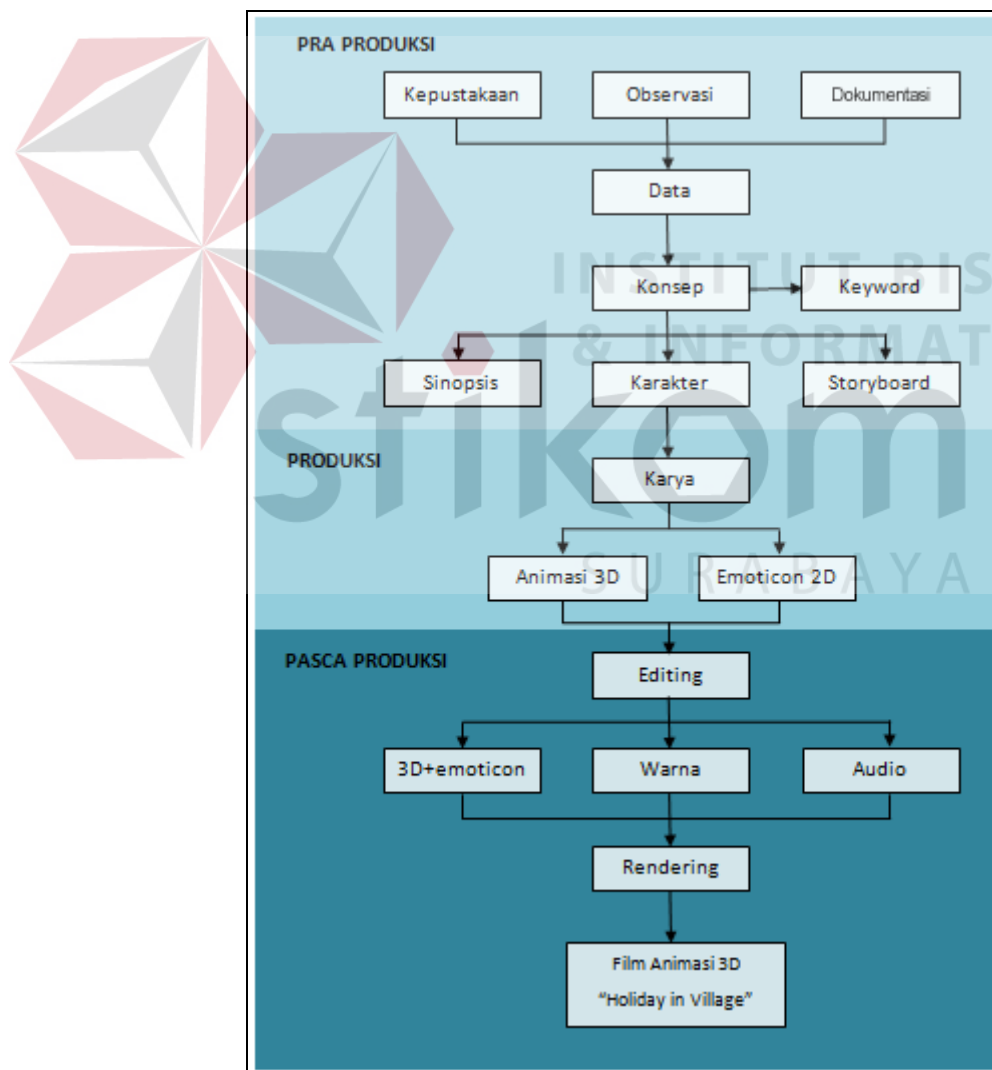 PRA PRODUKSI
Kepustakaan Observasi Dokumentasi
Data
INSTITUT BIS
Konsep Keyword
& INFORMAT
Sinopsis Karakter Storyboard
stikom
PRODUKSI
Karya
Animasi 3D Emoticon 2D
SURABAYA
PASCA PRODUKSI
Editing
3D+emoticon Warna Audio
Rendering
Film Animasi 3D
“Holiday in Village”